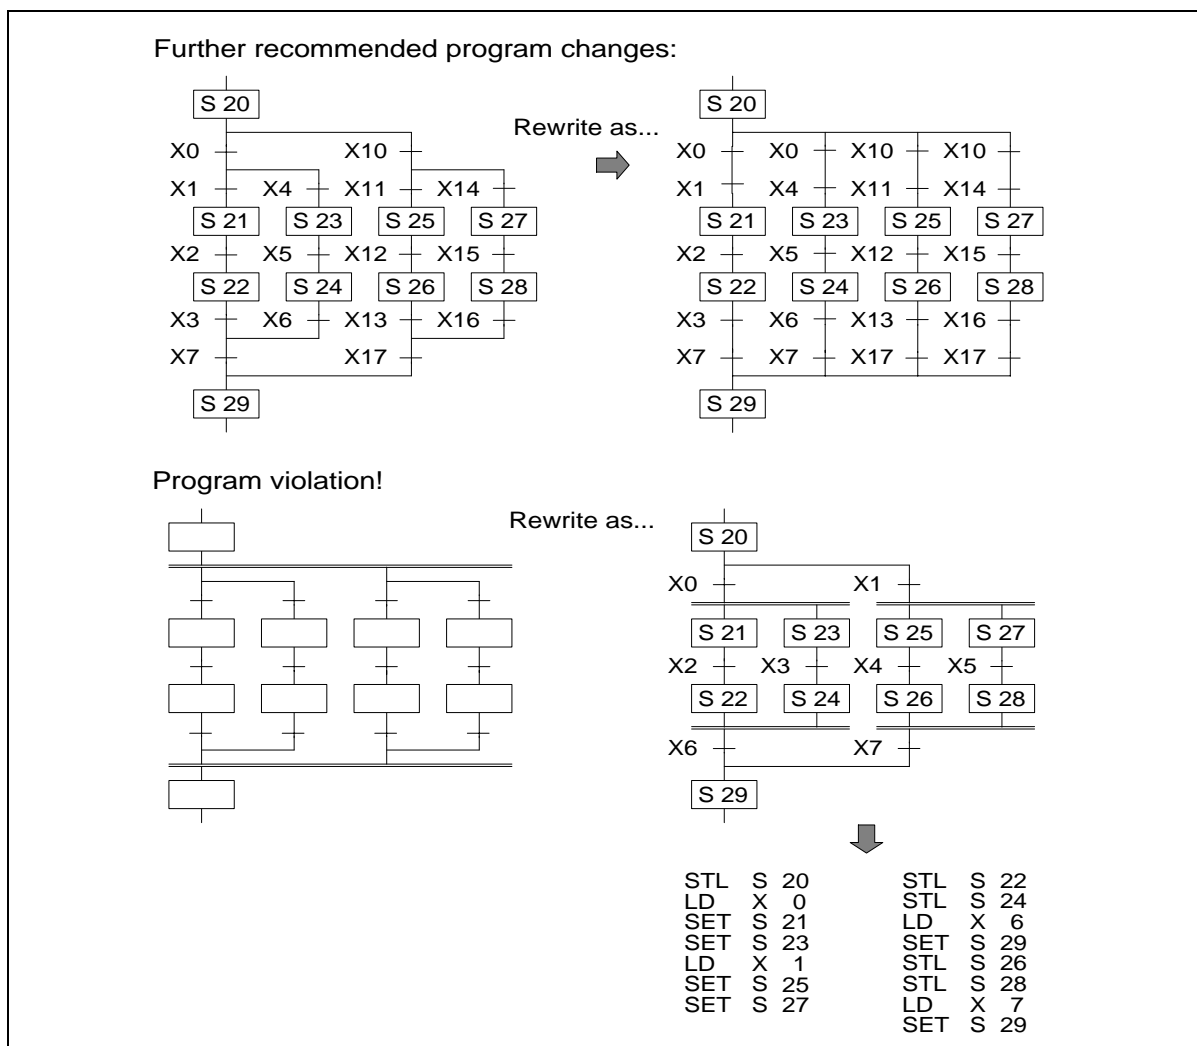 Further recommended program changes:
S 20
X0 X10
X1 X4 X11 X14
S 21 S 23 S 25 S 27
X2 X5 X12 X15
S 22 S 24 S 26 S 28
X3 X6 X13 X16
X7 X17
S 29
Rewrite as...
S 20
X0 X0 X10 X10
X1 X4 X11 X14
S 21 S 23 S 25 S 27
X2 X5 X12 X15
S 22 S 24 S 26 S 28
X3 X6 X13 X16
X7 X7 X17 X17
S 29
Program violation!
Rewrite as...
S 20
X0 X1
S 21 S 23 S 25 S 27
X2 X3 X4 X5
S 22 S 24 S 26 S 28
X6 X7
S 29
STL S 20
LD X 0
SET S 21
SET S 23
LD X 1
SET S 25
SET S 27
STL S 22
STL S 24
LD X 6
SET S 29
STL S 26
STL S 28
LD X 7
SET S 29